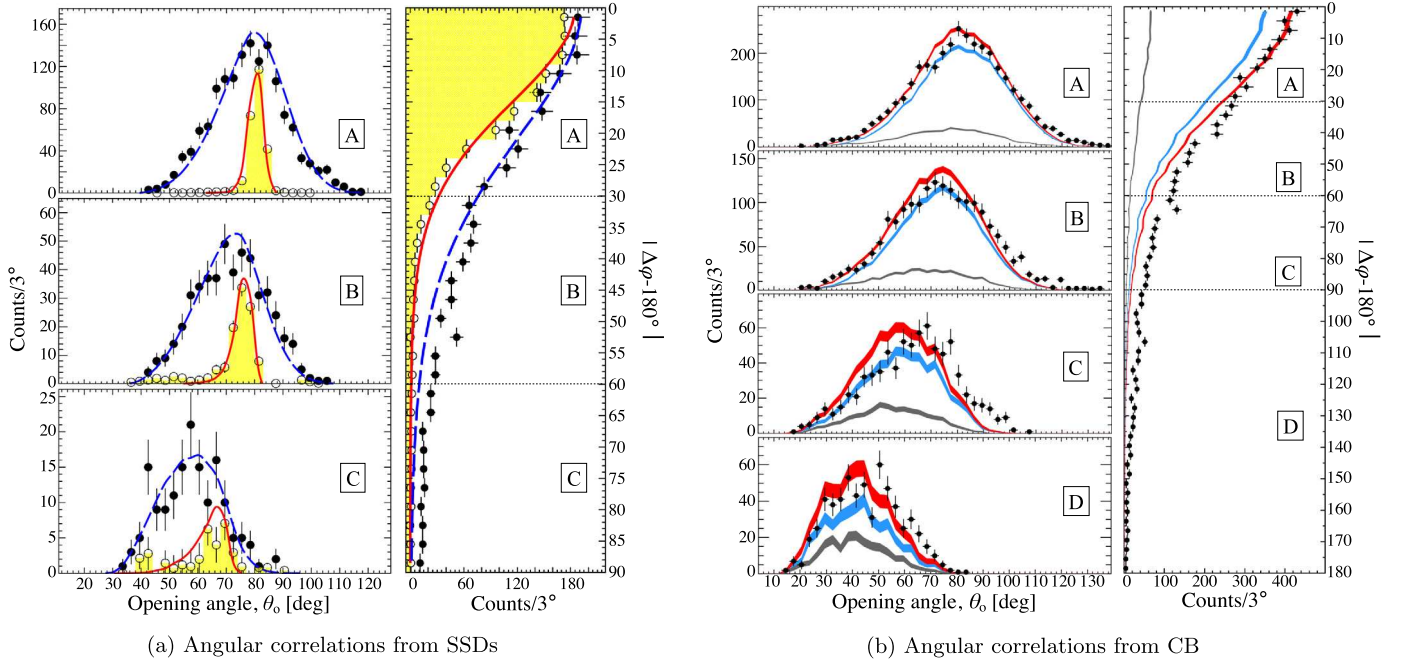 160
120
80
40
0
A
60
50
40
30
20
10
0
B
25
20
15
10
5
0
C
Counts/3°
20 40 60 80 100 120
Opening angle, θo [deg]
A
B
C
0 60 120 180
Counts/3°
0
5
10
15
20
25
30
35
40
45
50
55
60
65
70
75
80
85
90
| Δφ-180° |
(a) Angular correlations from SSDs
200
100
0
A
150
100
50
0
B
60
40
20
0
C
60
40
20
0
D
Counts/3°
10 20 30 40 50 60 70 80 90 100 110 120 130
Opening angle, θo [deg]
A
B
C
D
0 100 200 300 400
Counts/3°
0
10
20
30
40
50
60
70
80
90
100
110
120
130
140
150
160
170
180
| Δφ-180° |
(b) Angular correlations from CB